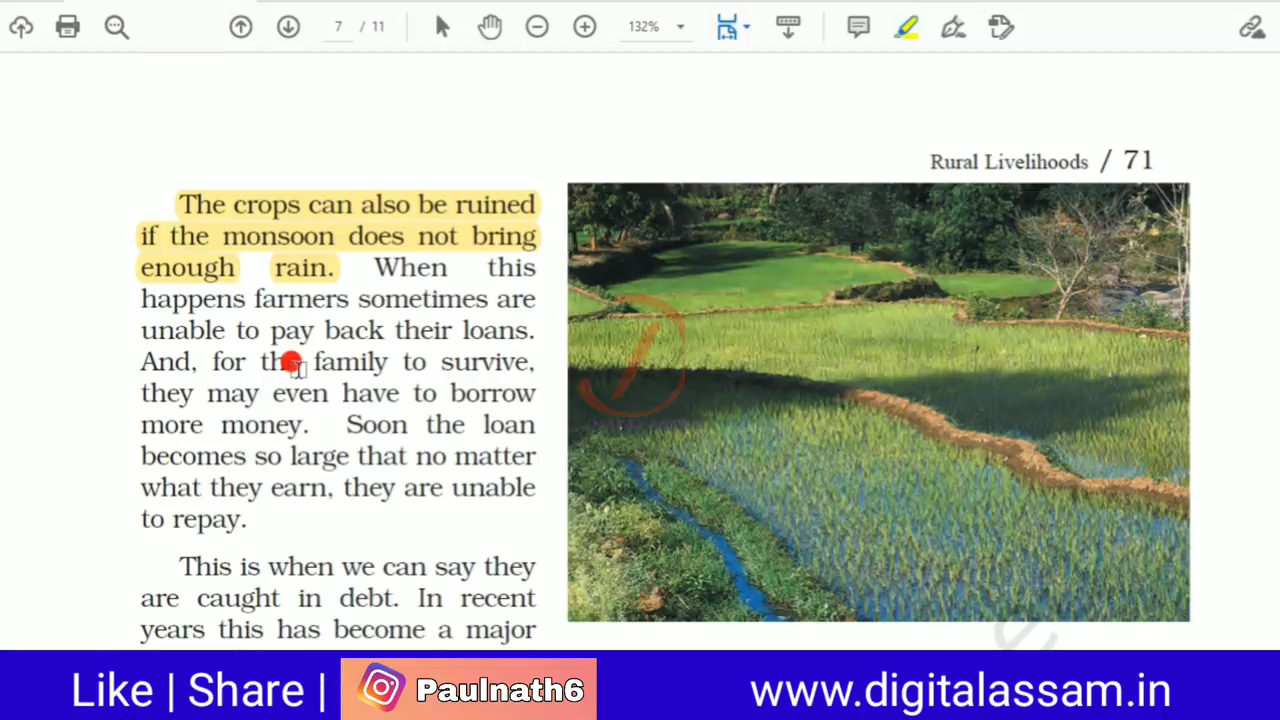 7 / 11
132%
Rural Livelihoods / 71
The crops can also be ruined
if the monsoon does not bring
enough rain. When this
happens farmers sometimes are
unable to pay back their loans.
And, for the family to survive,
they may even have to borrow
more money. Soon the loan
becomes so large that no matter
what they earn, they are unable
to repay.
This is when we can say they
are caught in debt. In recent
years this has become a major
Like | Share | Paulnath6
www.digitalassam.in